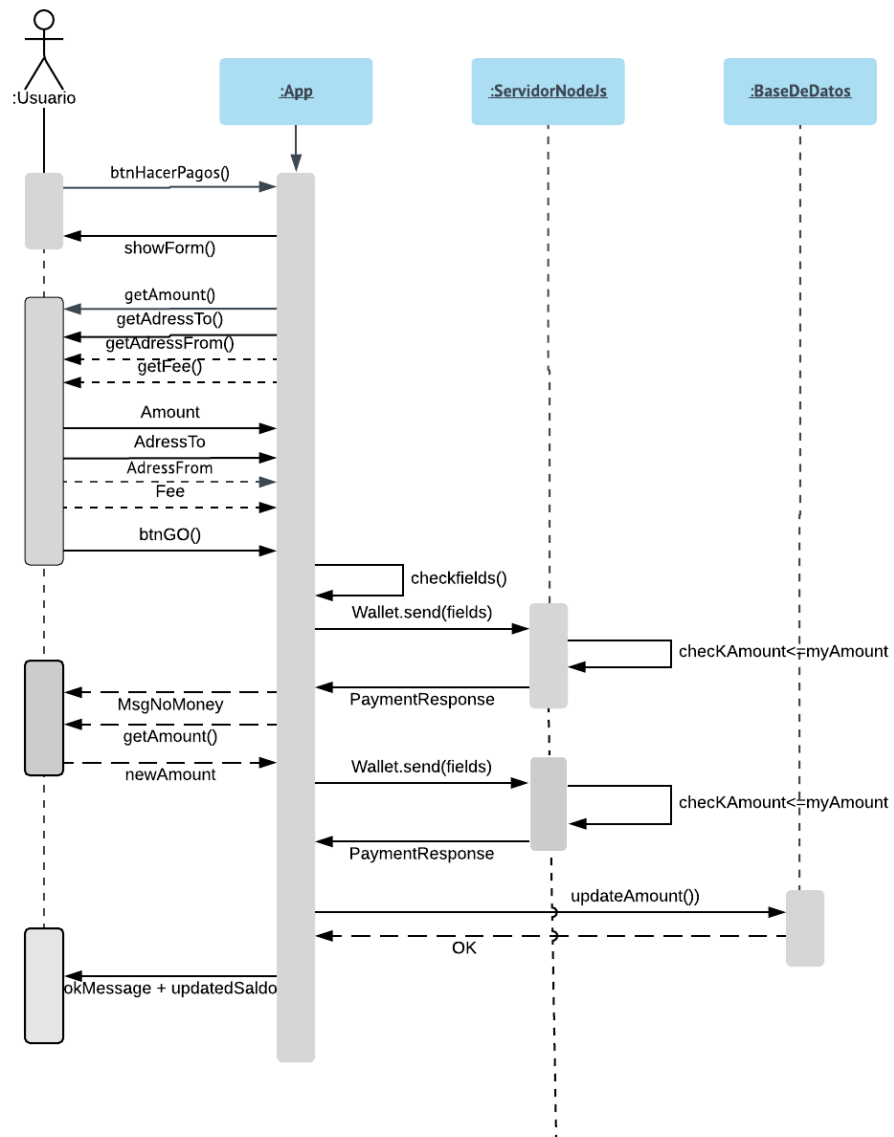 :Usuario
:App
:ServidorNodeJs
:BaseDeDatos
btnHacerPagos()
showForm()
getAmount()
getAdressTo()
getAdressFrom()
getFee()
Amount
AdressTo
AdressFrom
Fee
btnGO()
checkfields()
Wallet.send(fields)
checKAmount<=myAmount
PaymentResponse
MsgNoMoney
getAmount()
newAmount
Wallet.send(fields)
checKAmount<=myAmount
PaymentResponse
updateAmount())
OK
okMessage + updatedSaldo